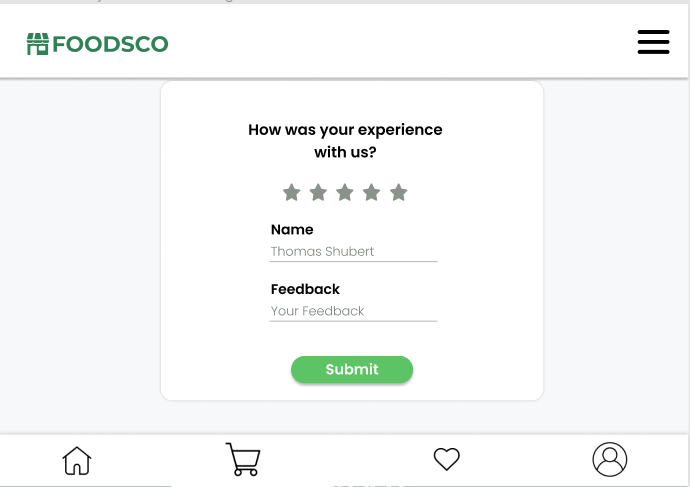 FOODSCO
How was your experience
with us?
Name
Thomas Shubert
Feedback
Your Feedback
Submit